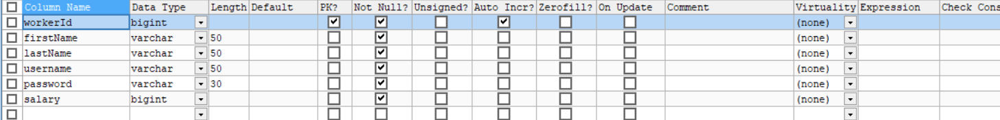 Column Name Data Type Length Default PK? Not Null? Unsigned? Auto Incr? Zerofill? On Update Comment Virtuality Expression Check Cons
workerId bigint (none)
firstName varchar 50 (none)
lastName varchar 50 (none)
username varchar 50 (none)
password varchar 30 (none)
salary bigint (none)